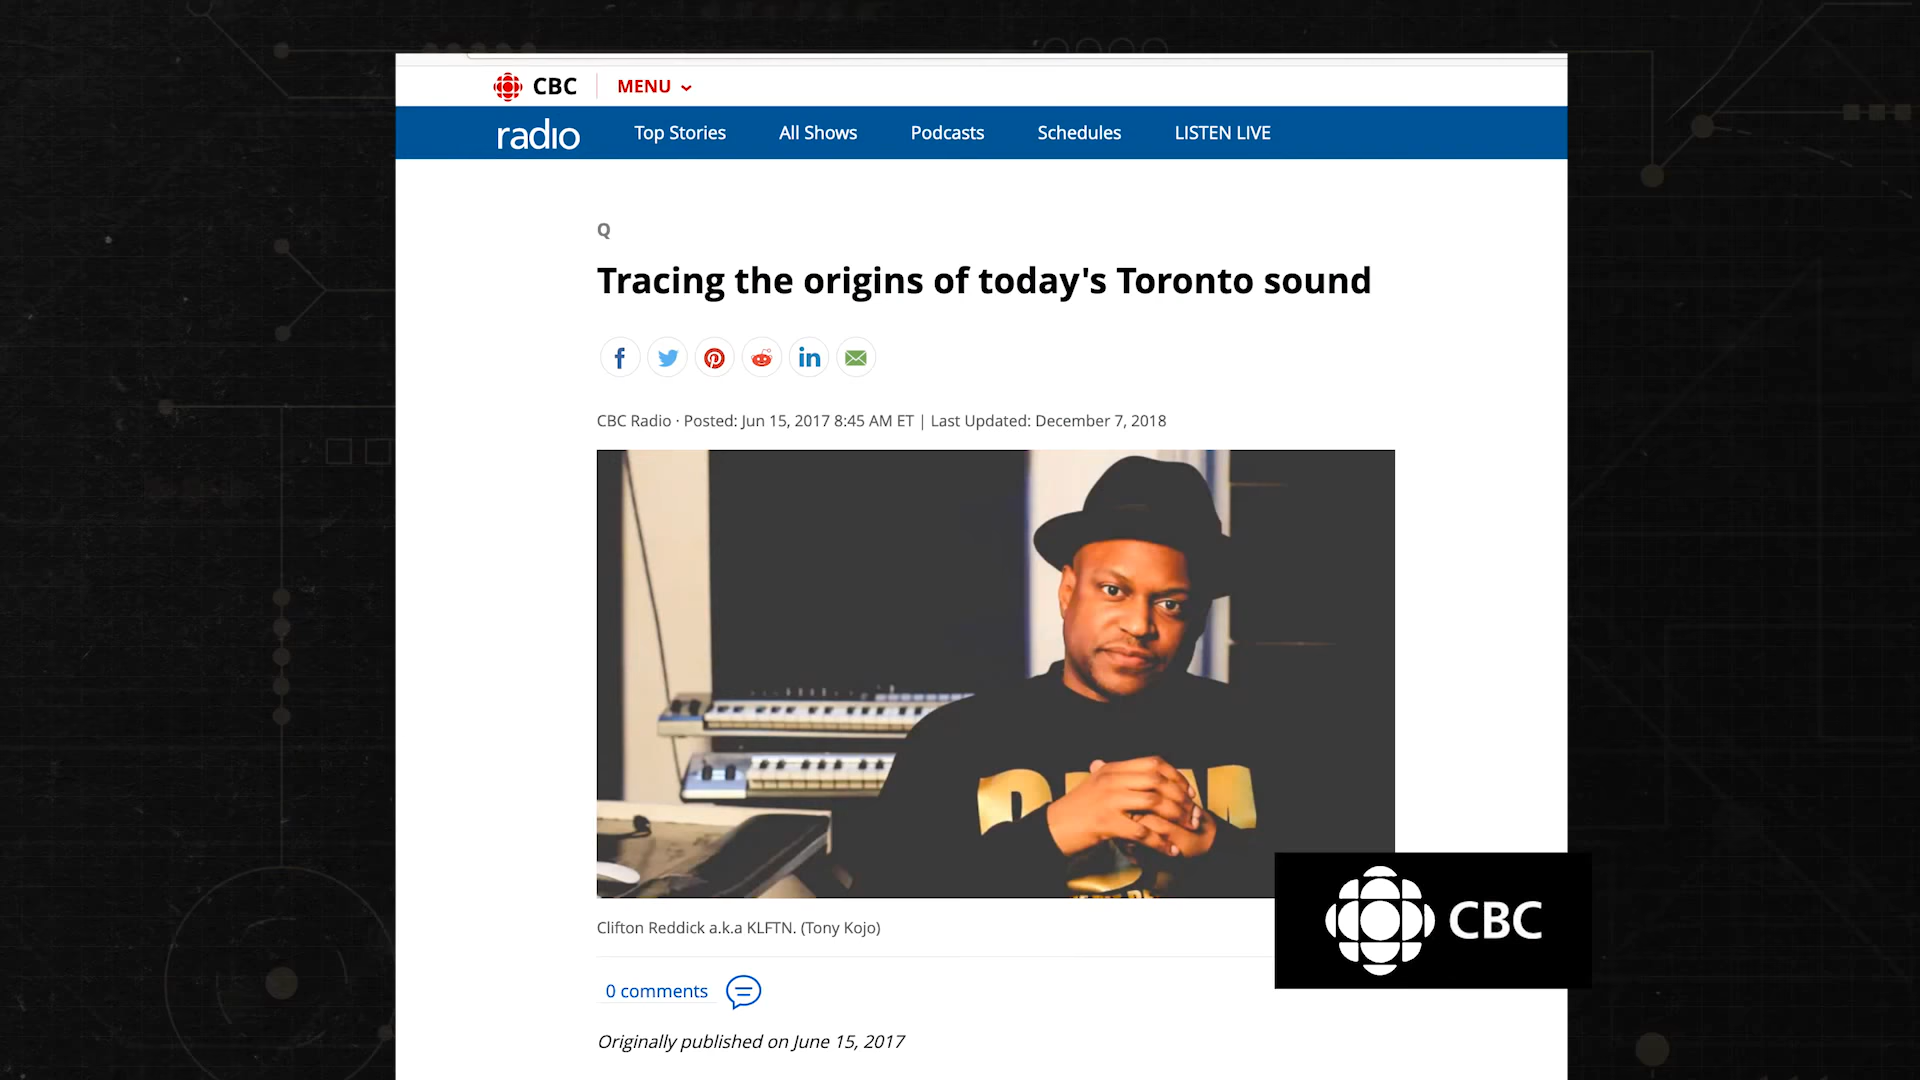 CBC MENU
radio Top Stories All Shows Podcasts Schedules LISTEN LIVE
Q
Tracing the origins of today's Toronto sound
CBC Radio · Posted: Jun 15, 2017 8:45 AM ET | Last Updated: December 7, 2018
Clifton Reddick a.k.a KLFTN. (Tony Kojo)
CBC
0 comments
Originally published on June 15, 2017